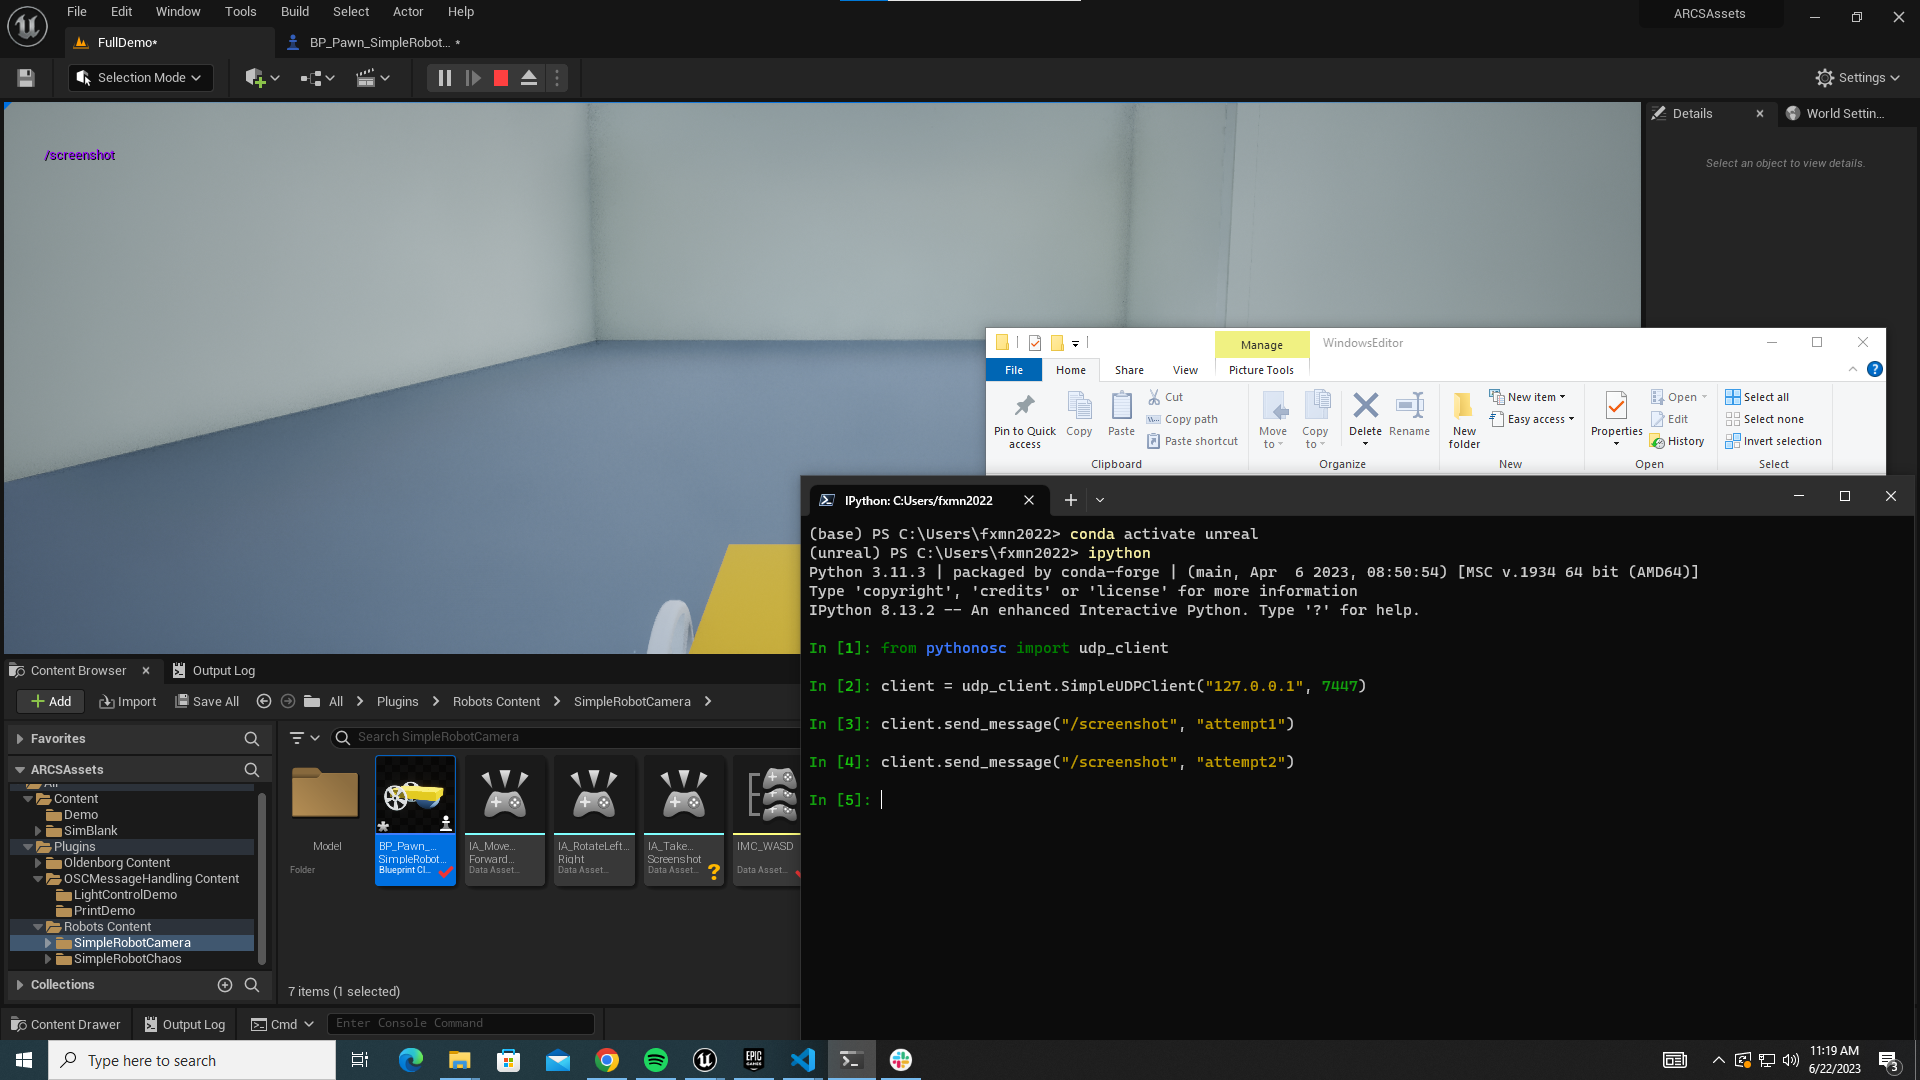 File Edit Window Tools Build Select Actor Help
ARCSAssets
FullDemo*
BP_Pawn_SimpleRobot... *
Selection Mode
Settings
Details
World Settin...
Select an object to view details.
/screenshot
Manage
WindowsEditor
File Home Share View Picture Tools
Pin to Quick access
Copy
Paste
Cut
Copy path
Paste shortcut
Clipboard
Move to
Copy to
Delete
Rename
Organize
New folder
New item
Easy access
New
Properties
Open
Edit
History
Open
Select all
Select none
Invert selection
Select
IPython: C:Users/fxmn2022
(base) PS C:\Users\fxmn2022> conda activate unreal
(unreal) PS C:\Users\fxmn2022> ipython
Python 3.11.3 | packaged by conda-forge | (main, Apr  6 2023, 08:50:54) [MSC v.1934 64 bit (AMD64)]
Type 'copyright', 'credits' or 'license' for more information
IPython 8.13.2 -- An enhanced Interactive Python. Type '?' for help.
In [1]: from pythonosc import udp_client
In [2]: client = udp_client.SimpleUDPClient("127.0.0.1", 7447)
In [3]: client.send_message("/screenshot", "attempt1")
In [4]: client.send_message("/screenshot", "attempt2")
In [5]:
Content Browser
Output Log
Add
Import
Save All
All
Plugins
Robots Content
SimpleRobotCamera
Favorites
Search SimpleRobotCamera
ARCSAssets
All
Content
Demo
SimBlank
Plugins
Oldenborg Content
OSCMessageHandling Content
LightControlDemo
PrintDemo
Robots Content
SimpleRobotCamera
SimpleRobotChaos
Collections
Model
Folder
BP_Pawn_...
SimpleRobot...
Blueprint Cl...
IA_Move...
Forward...
Data Asset...
IA_RotateLeft...
Right
Data Asset...
IA_Take...
Screenshot
Data Asset...
IMC_WASD
Data Asset...
7 items (1 selected)
Content Drawer
Output Log
Cmd
Enter Console Command
Type here to search
EPIC GAMES
11:19 AM
6/22/2023
3